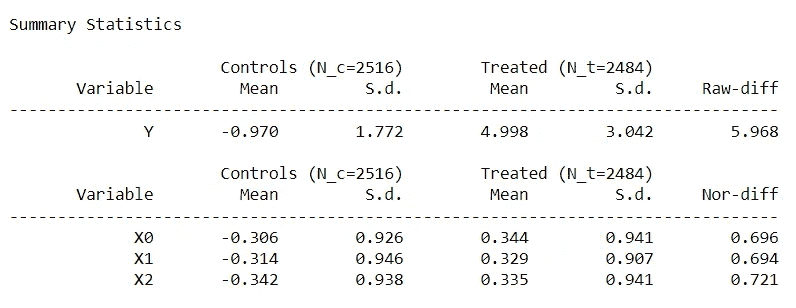 Summary Statistics
Controls (N_c=2516) Treated (N_t=2484)
Variable Mean S.d. Mean S.d. Raw-diff
--------------------------------------------------------------------------------
Y -0.970 1.772 4.998 3.042 5.968
Controls (N_c=2516) Treated (N_t=2484)
Variable Mean S.d. Mean S.d. Nor-diff
--------------------------------------------------------------------------------
X0 -0.306 0.926 0.344 0.941 0.696
X1 -0.314 0.946 0.329 0.907 0.694
X2 -0.342 0.938 0.335 0.941 0.721